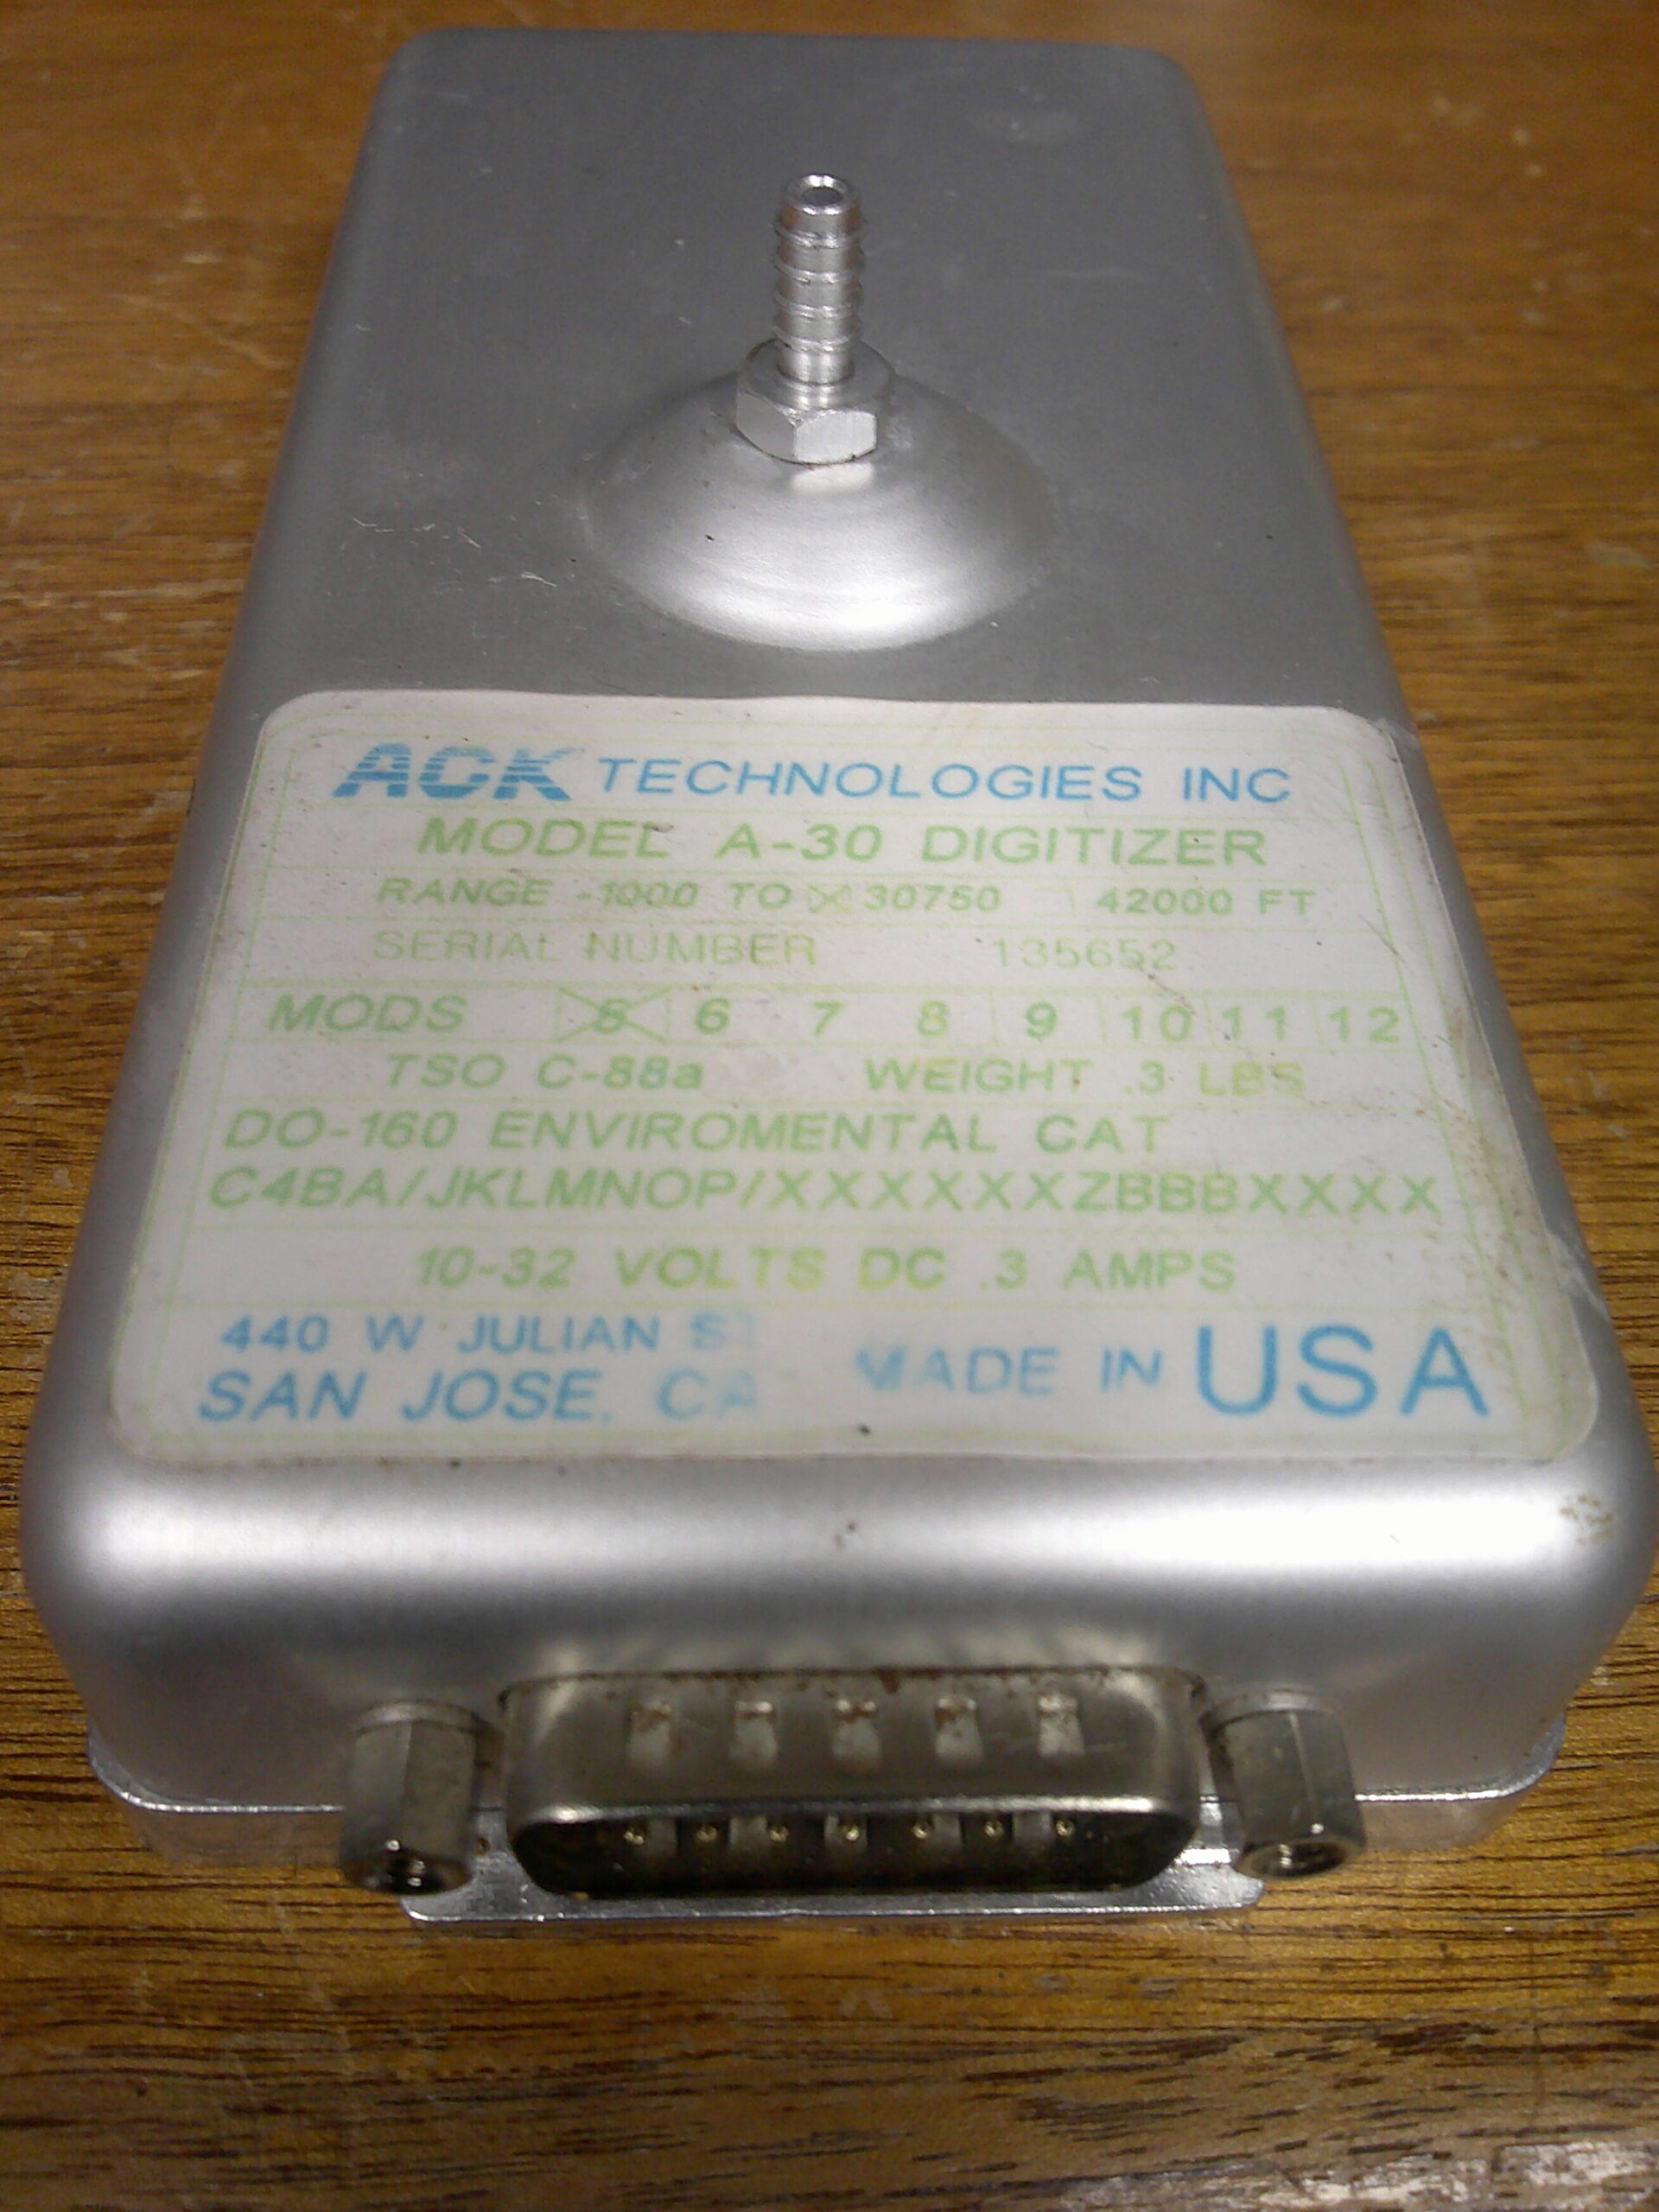 ACK TECHNOLOGIES INC
MODEL A-30 DIGITIZER
RANGE -1000 TO X 30750 42000 FT
SERIAL NUMBER 135652
MODS 5 6 7 8 9 10 11 12
TSO C-88a WEIGHT .3 LBS
DO-160 ENVIROMENTAL CAT
C4BA/JKLMNOP/XXXXXXZBBBXXXX
10-32 VOLTS DC .3 AMPS
440 W JULIAN ST
SAN JOSE, CA
MADE IN USA